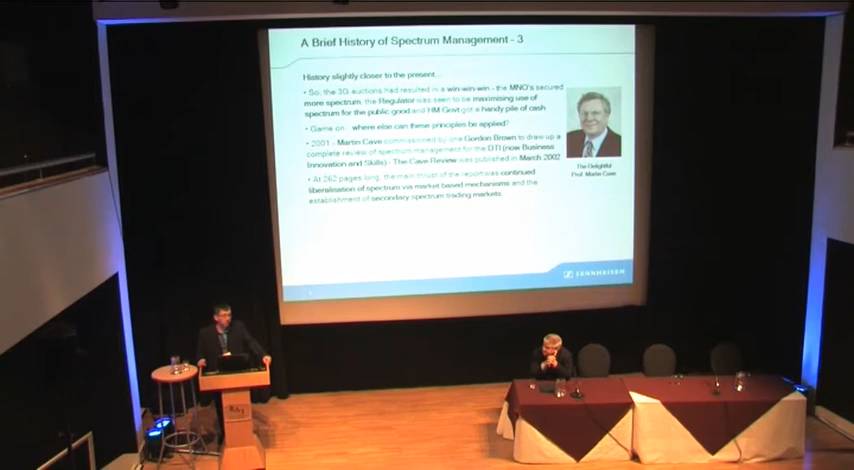 A Brief History of Spectrum Management - 3
History slightly closer to the present...
• So, the 3G auctions had resulted in a win-win-win - the MNO's secured
more spectrum, the Regulator was seen to be maximising use of
spectrum for the public good and HM Govt got a handy pile of cash
• Game on... where else can these principles be applied?
• 2001 - Martin Cave commissioned by one Gordon Brown to draw up a
complete review of spectrum management for the DTI (now Business
Innovation and Skills) - The Cave Review was published in March 2002
• At 262 pages long, the main thrust of the report was continued
liberalisation of spectrum via market based mechanisms and the
establishment of secondary spectrum trading markets.
The Delightful
Prof. Martin Cave
SENNHEISER